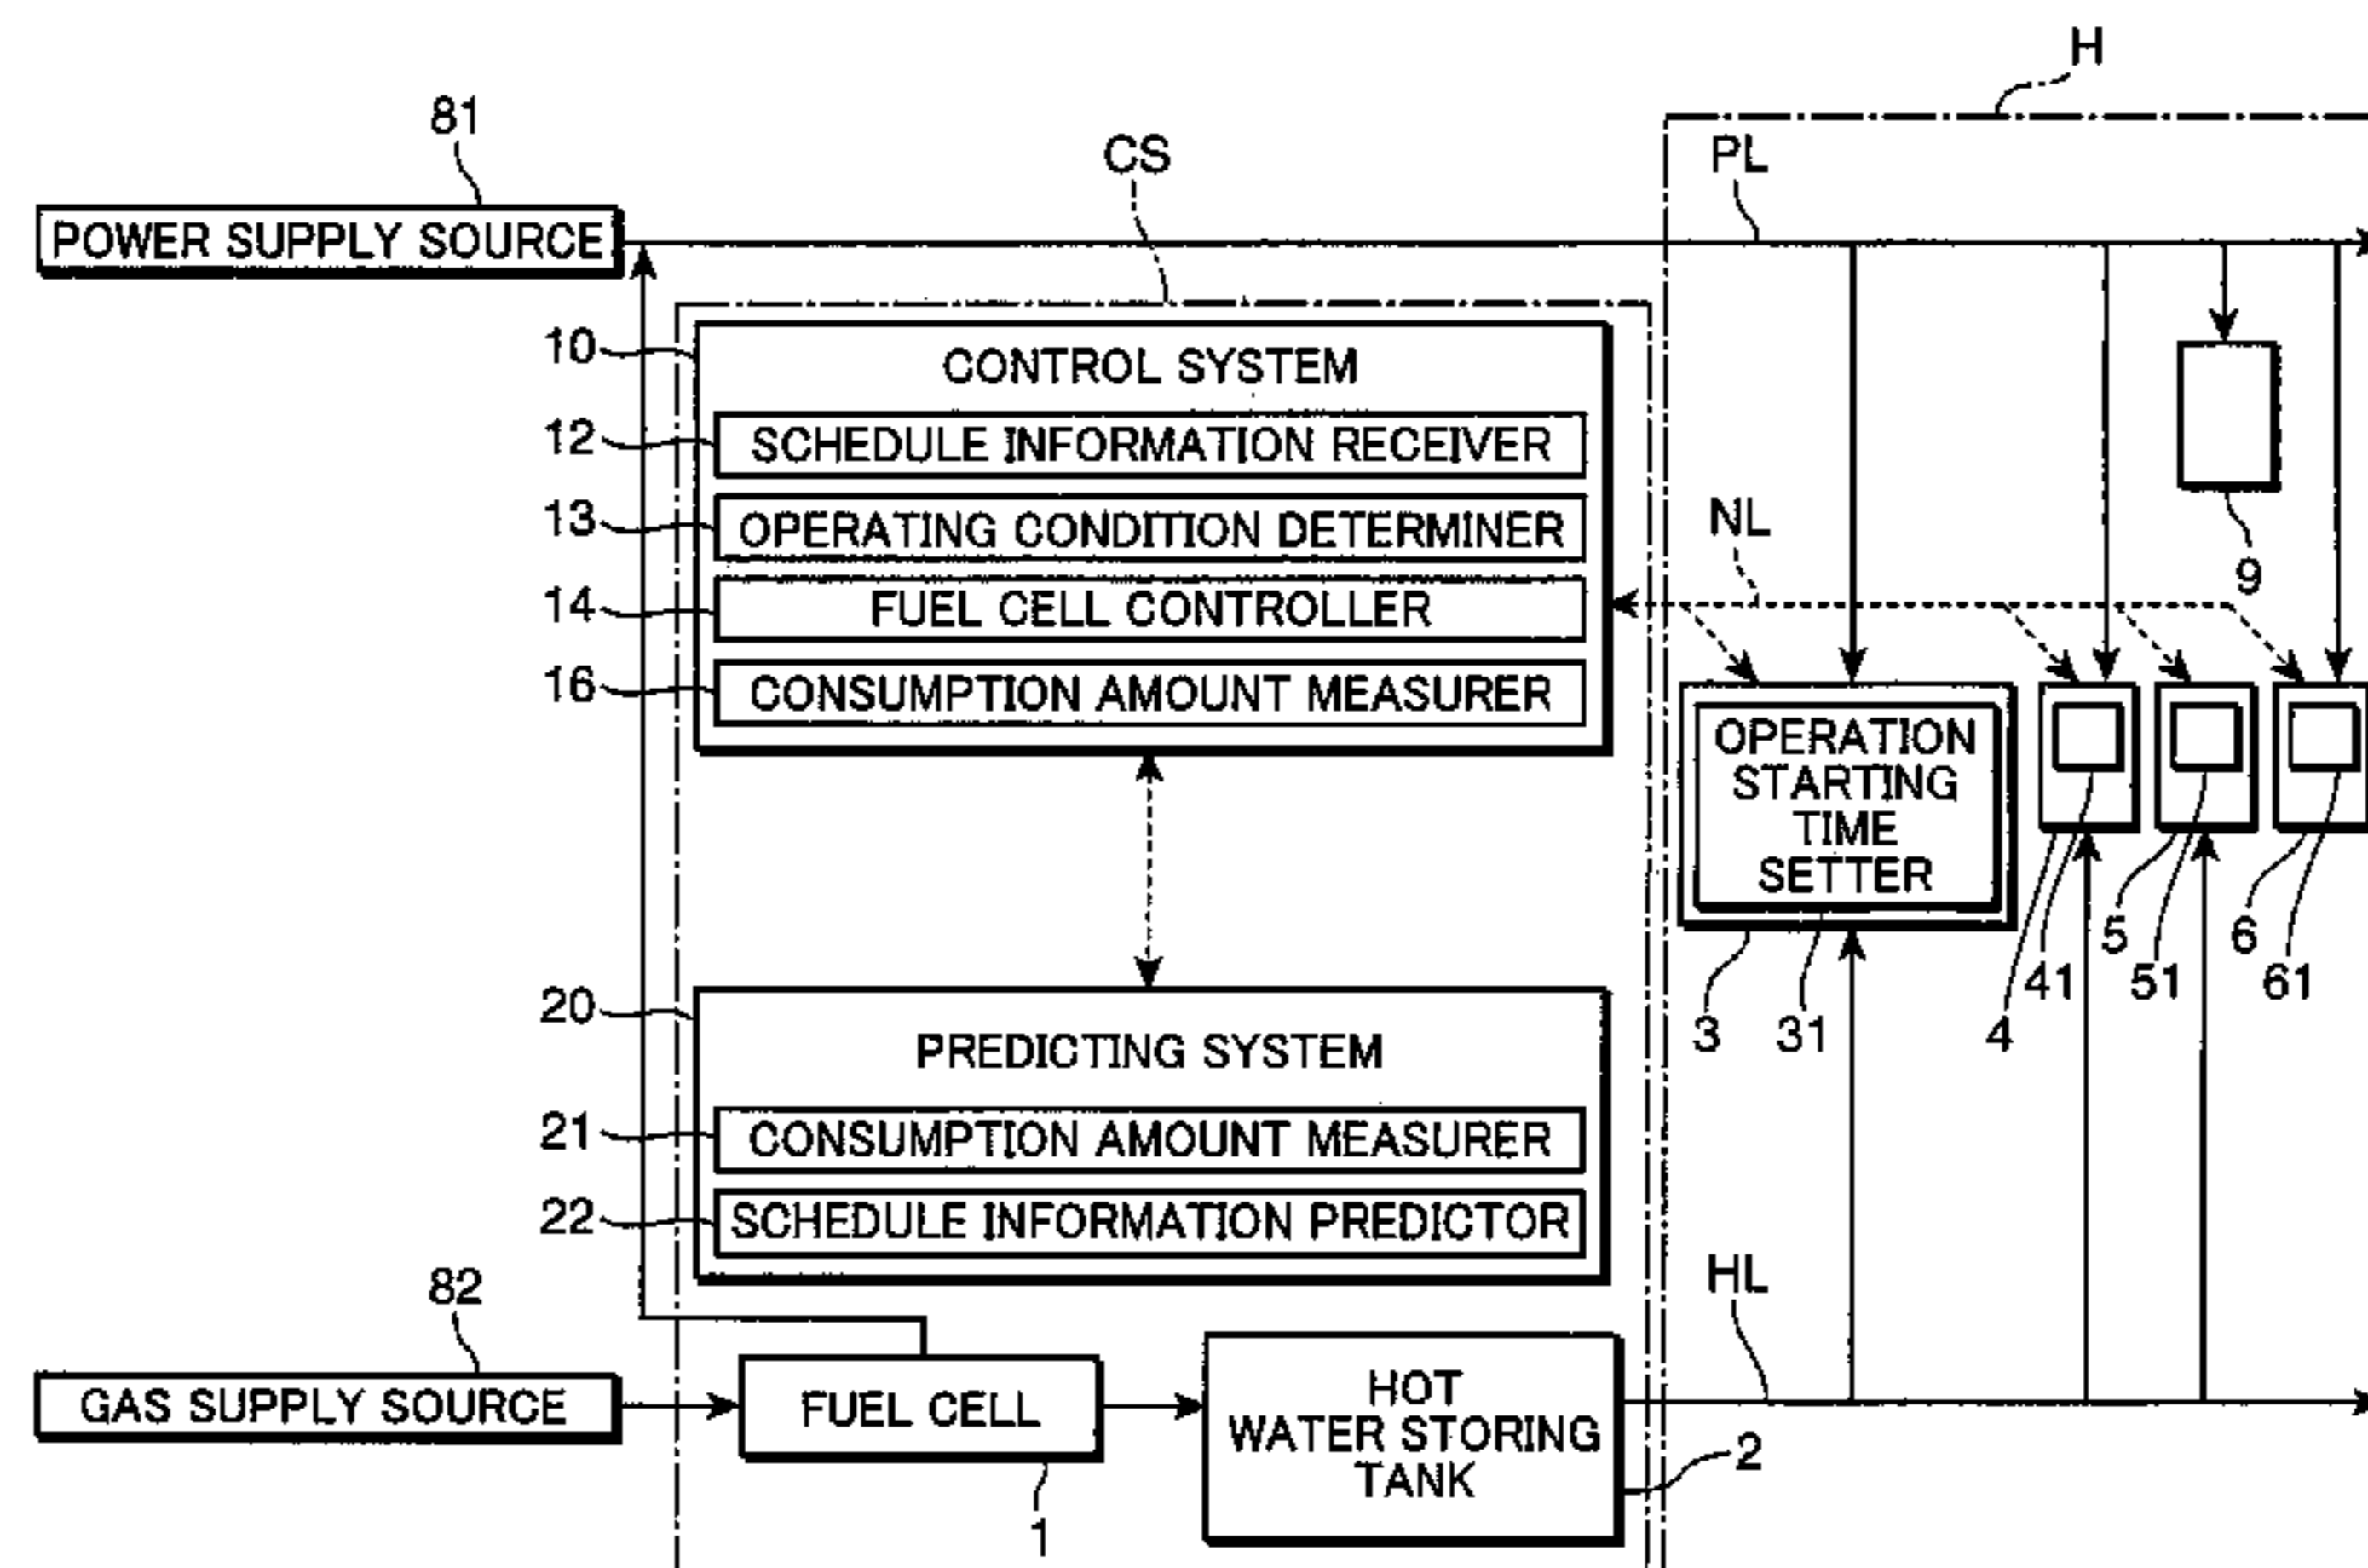 H
81
CS
PL
POWER SUPPLY SOURCE
10
CONTROL SYSTEM
12
SCHEDULE INFORMATION RECEIVER
13
OPERATING CONDITION DETERMINER
NL
9
14
FUEL CELL CONTROLLER
16
CONSUMPTION AMOUNT MEASURER
OPERATION
STARTING
TIME
SETTER
5
6
41
51
61
3
31
4
20
PREDICTING SYSTEM
21
CONSUMPTION AMOUNT MEASURER
22
SCHEDULE INFORMATION PREDICTOR
82
HL
GAS SUPPLY SOURCE
FUEL CELL
HOT
WATER STORING
TANK
2
1